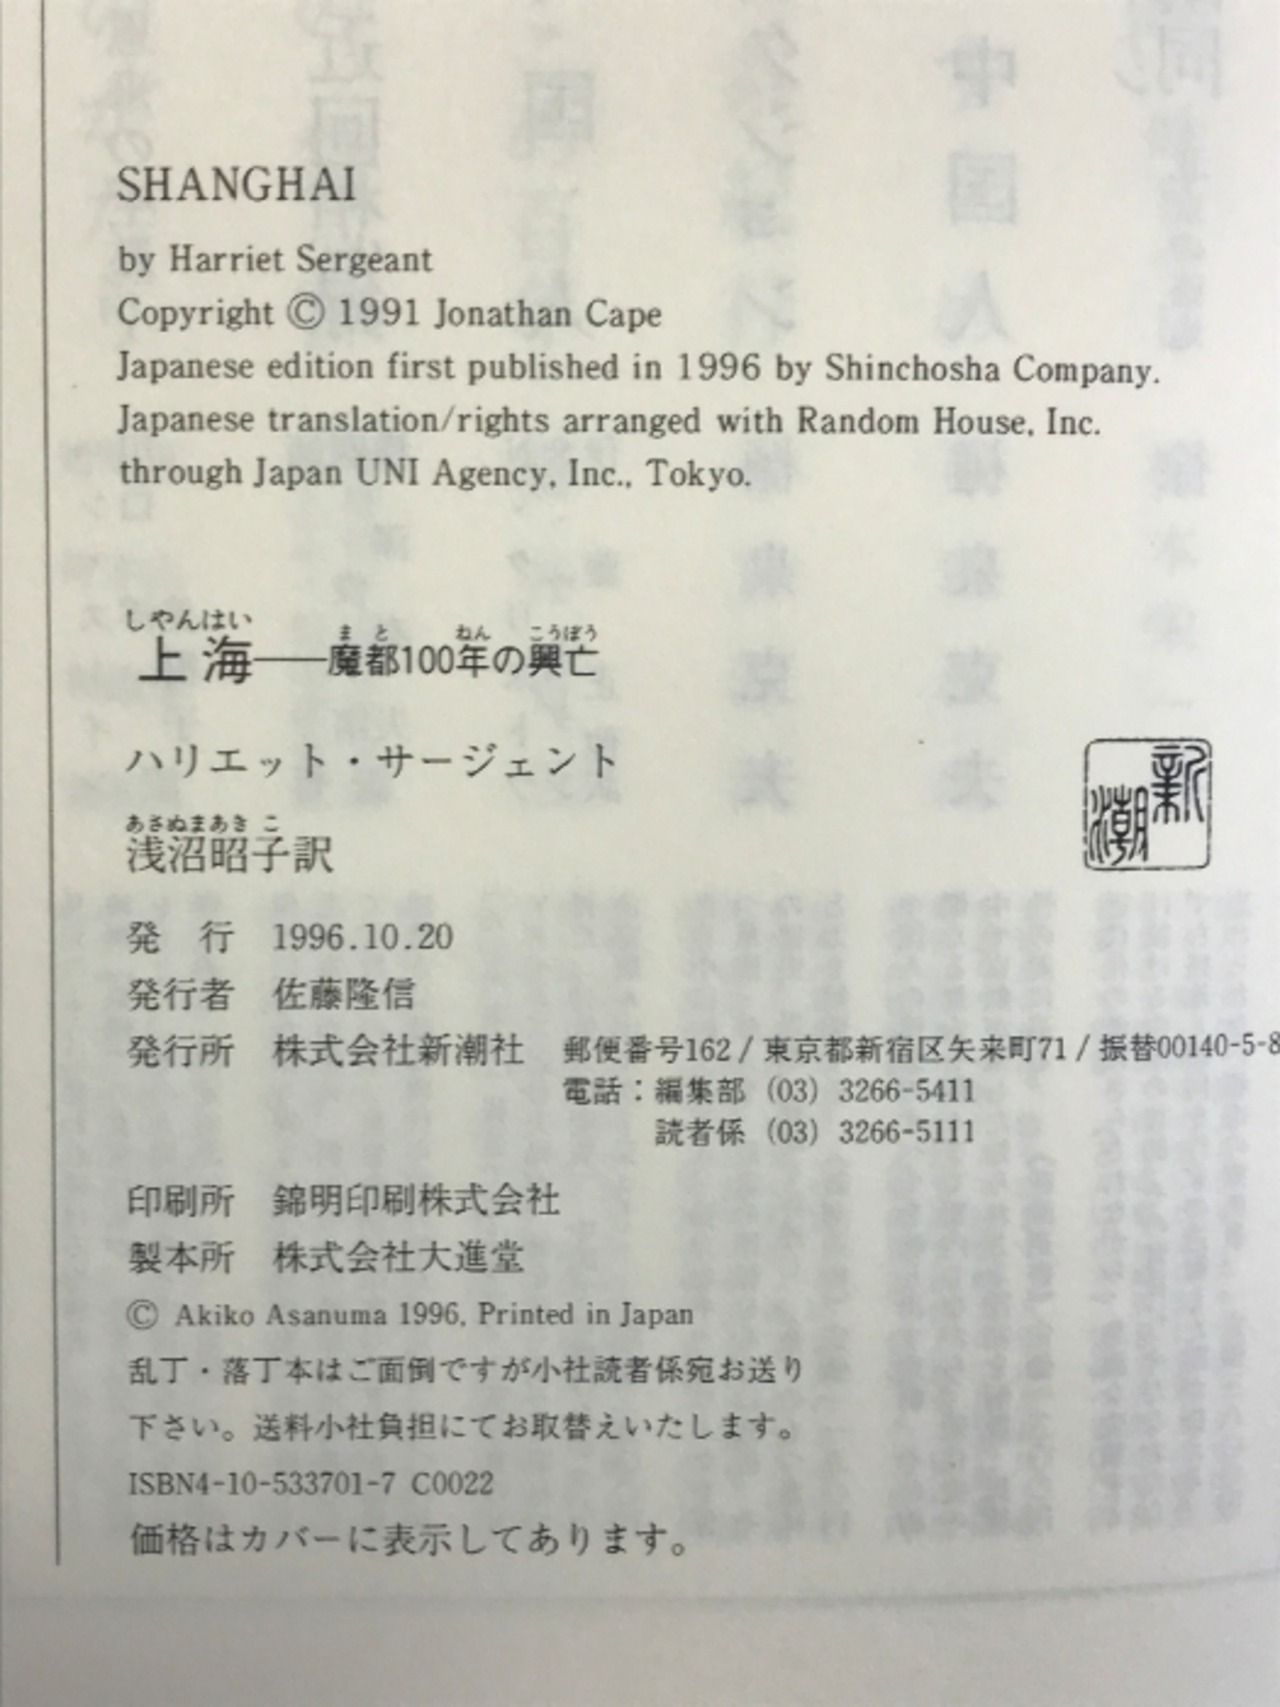 SHANGHAI
by Harriet Sergeant
Copyright © 1991 Jonathan Cape
Japanese edition first published in 1996 by Shinchosha Company.
Japanese translation/rights arranged with Random House, Inc.
through Japan UNI Agency, Inc., Tokyo.
しやんはい
上海──魔都100年の興亡
まと ねん こうぼう
ハリエット・サージェント
あさぬまあきこ
浅沼昭子訳
新潮
発 行 1996.10.20
発行者 佐藤隆信
発行所 株式会社新潮社 郵便番号162/東京都新宿区矢来町71/振替00140-5-8
電話:編集部 (03) 3266-5411
読者係 (03) 3266-5111
印刷所 錦明印刷株式会社
製本所 株式会社大進堂
© Akiko Asanuma 1996, Printed in Japan
乱丁・落丁本はご面倒ですが小社読者係宛お送り
下さい。送料小社負担にてお取替えいたします。
ISBN4-10-533701-7 C0022
価格はカバーに表示してあります。